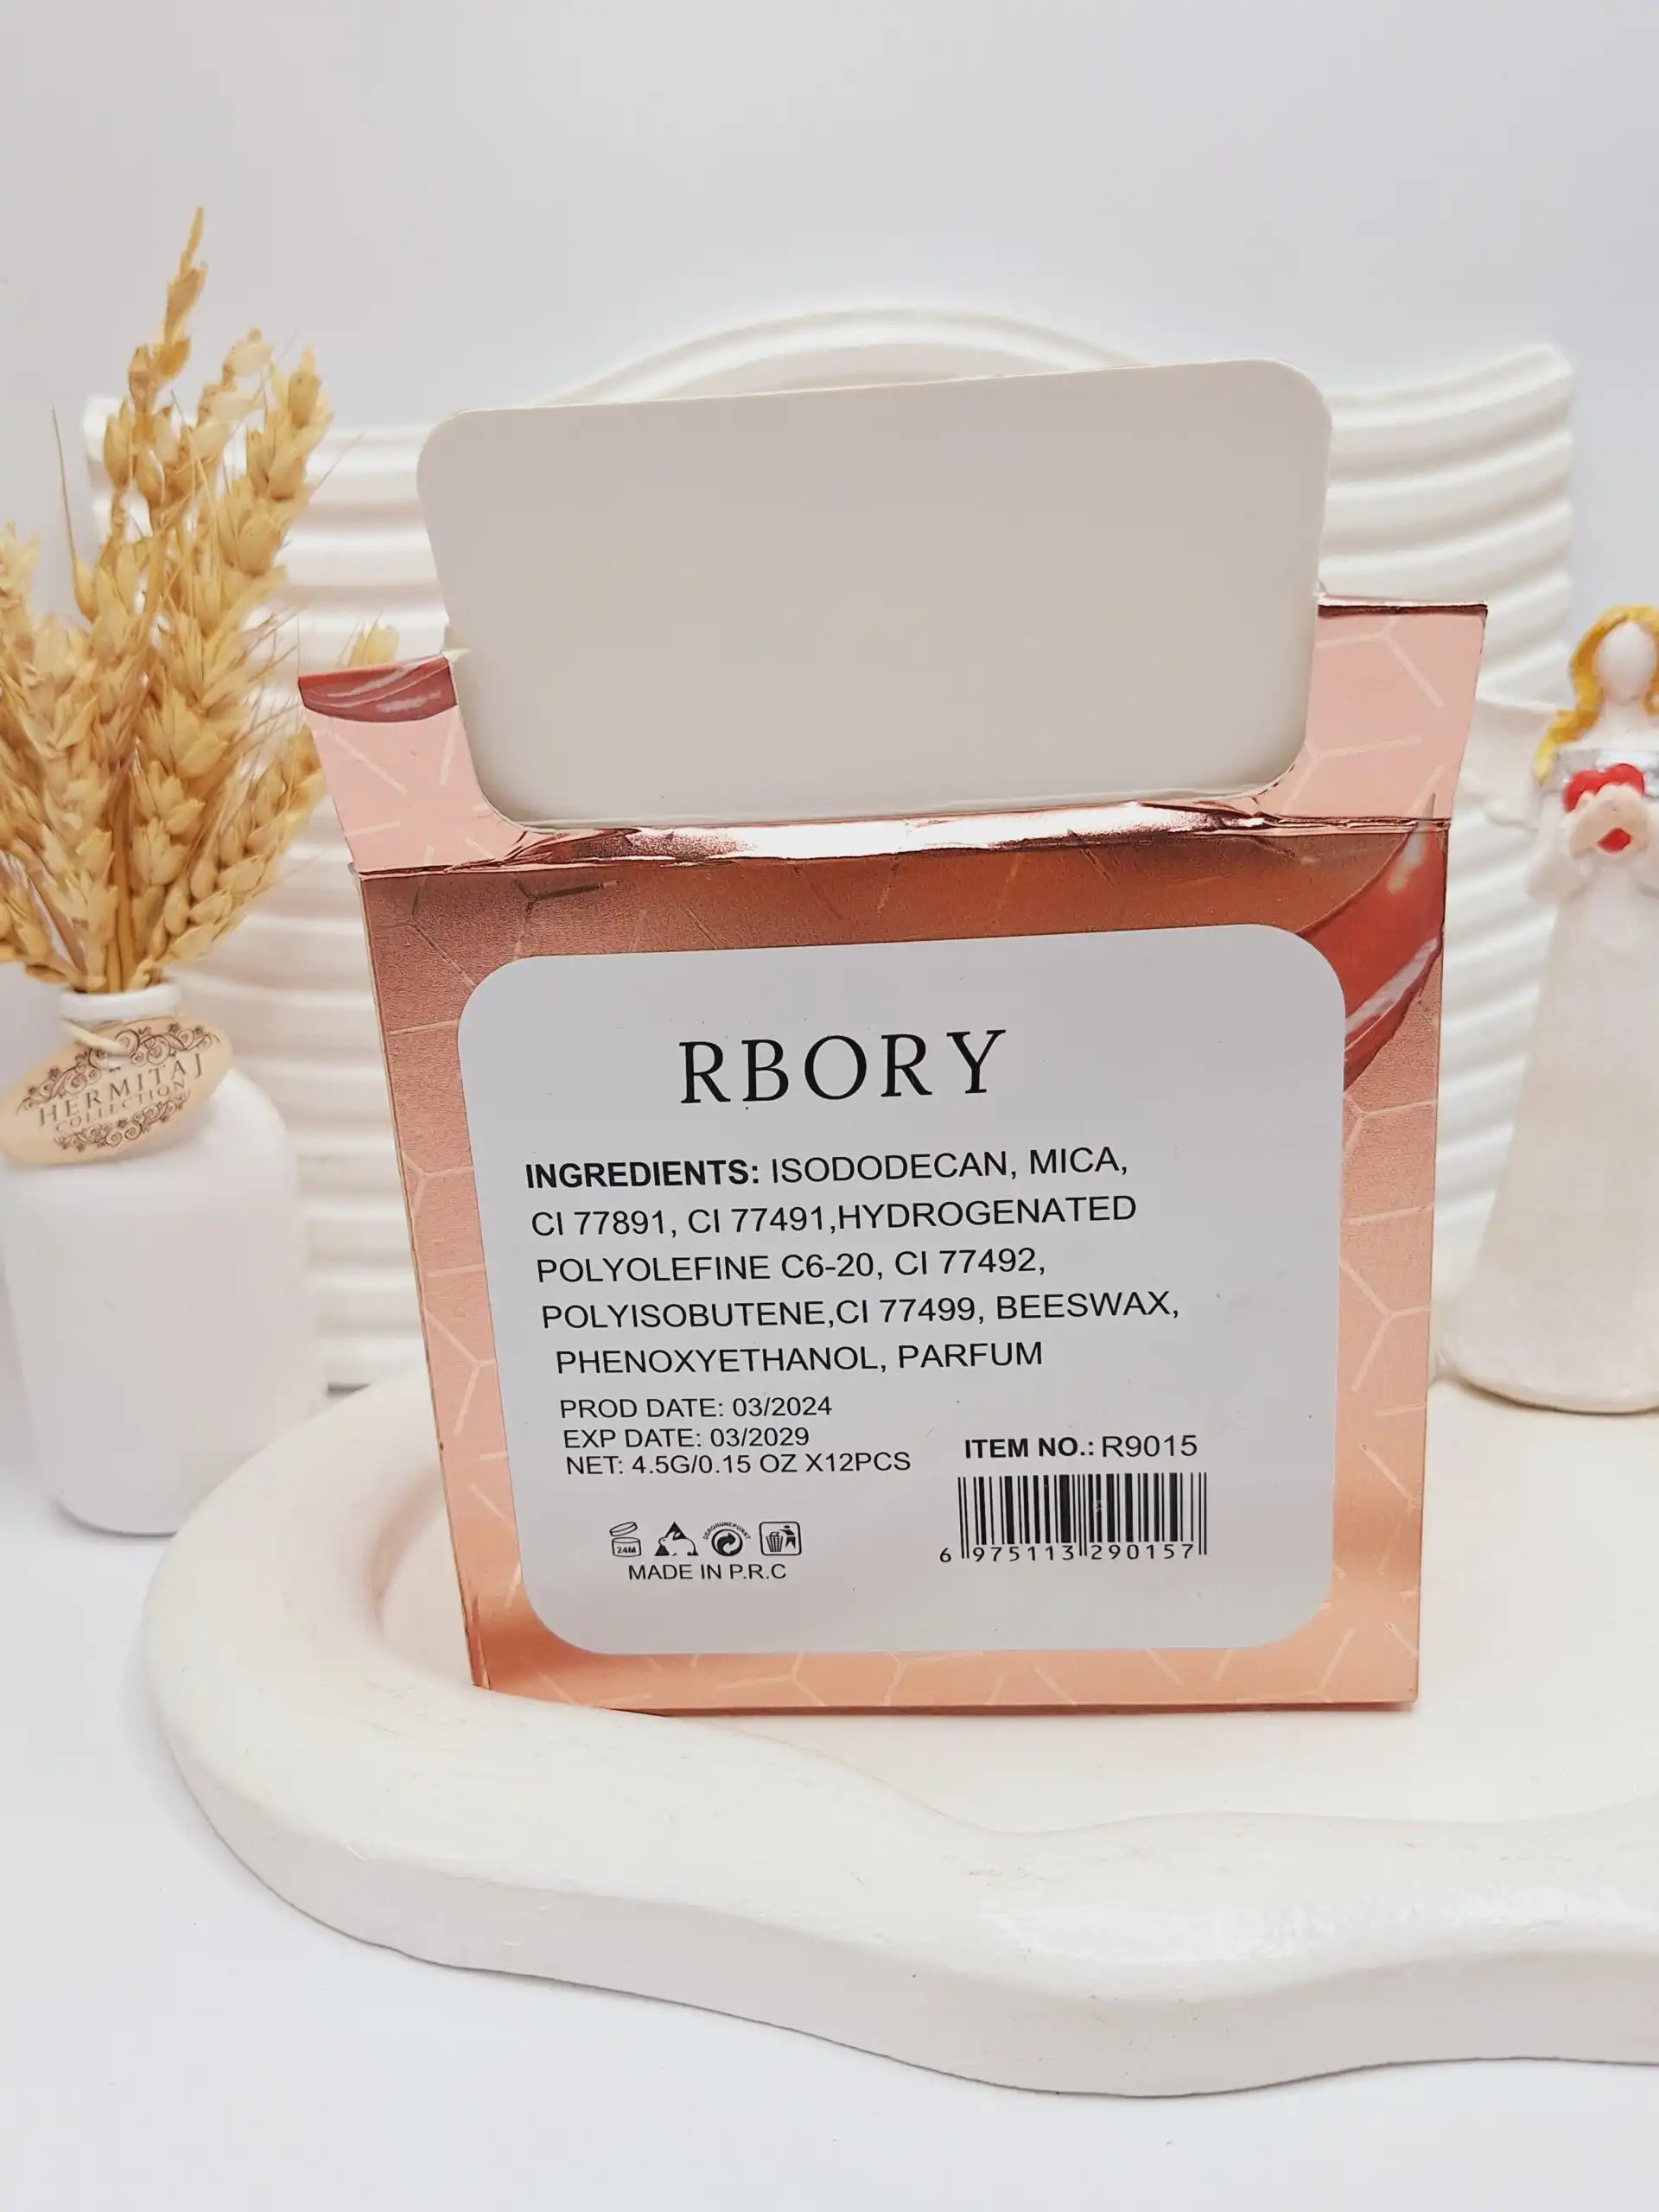 HERMITAJ
COLLECTION
RBORY
INGREDIENTS: ISODODECAN, MICA,
CI 77891, CI 77491,HYDROGENATED
POLYOLEFINE C6-20, CI 77492,
POLYISOBUTENE,CI 77499, BEESWAX,
PHENOXYETHANOL, PARFUM
PROD DATE: 03/2024
EXP DATE: 03/2029
NET: 4.5G/0.15 OZ X12PCS
ITEM NO.: R9015
24M
MADE IN P.R.C
6 975113 290157